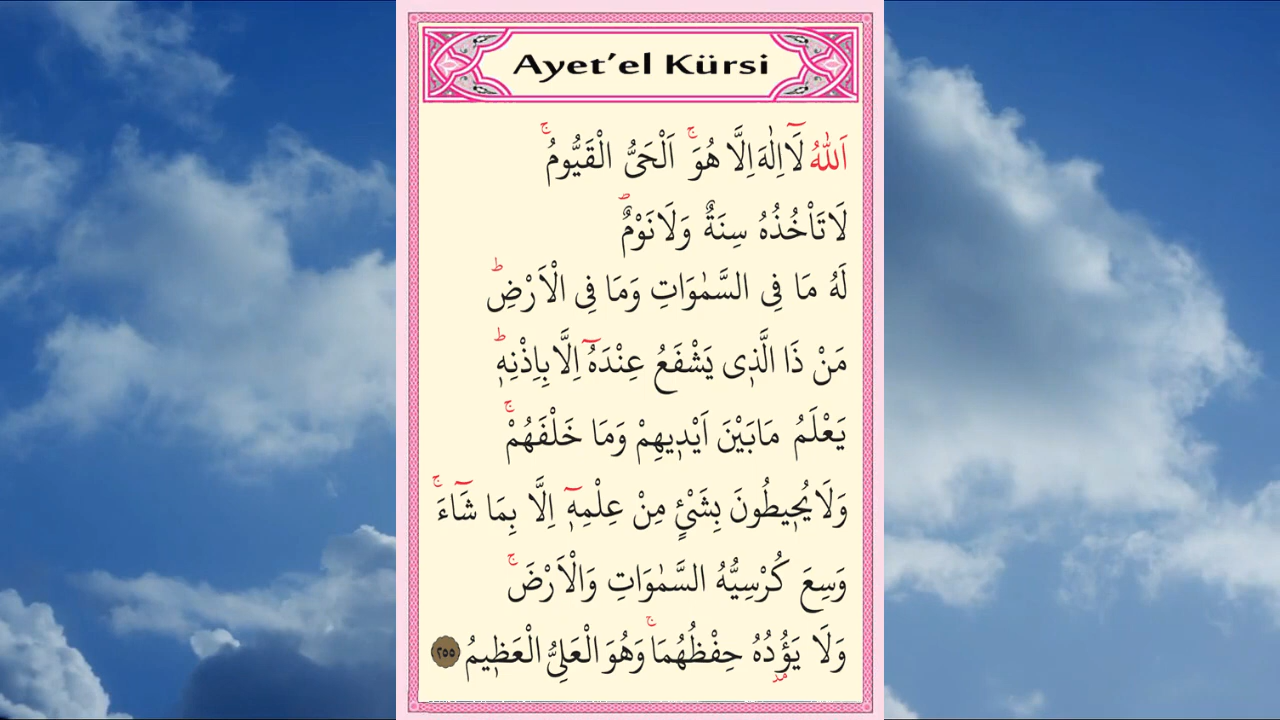 Ayet'el Kürsi
اَللّٰهُ لَٓا اِلٰهَ اِلَّا هُوَۚ اَلْحَىُّ الْقَيُّومُۚ
لَا تَاْخُذُهُ سِنَةٌ وَلَا نَوْمٌۜ
لَهُ مَا فِى السَّمٰوَاتِ وَمَا فِى الْاَرْضِۜ
مَنْ ذَا الَّذٖى يَشْفَعُ عِنْدَهُٓ اِلَّا بِاِذْنِهٖۜ
يَعْلَمُ مَا بَيْنَ اَيْدٖيهِمْ وَمَا خَلْفَهُمْۚ
وَلَا يُحٖيطُونَ بِشَىْءٍ مِنْ عِلْمِهٖٓ اِلَّا بِمَا شَٓاءَۚ
وَسِعَ كُرْسِيُّهُ السَّمٰوَاتِ وَالْاَرْضَۚ
وَلَا يَؤُدُهُ حِفْظُهُمَاۚ وَهُوَ الْعَلِىُّ الْعَظٖيمُ ٢٥٥